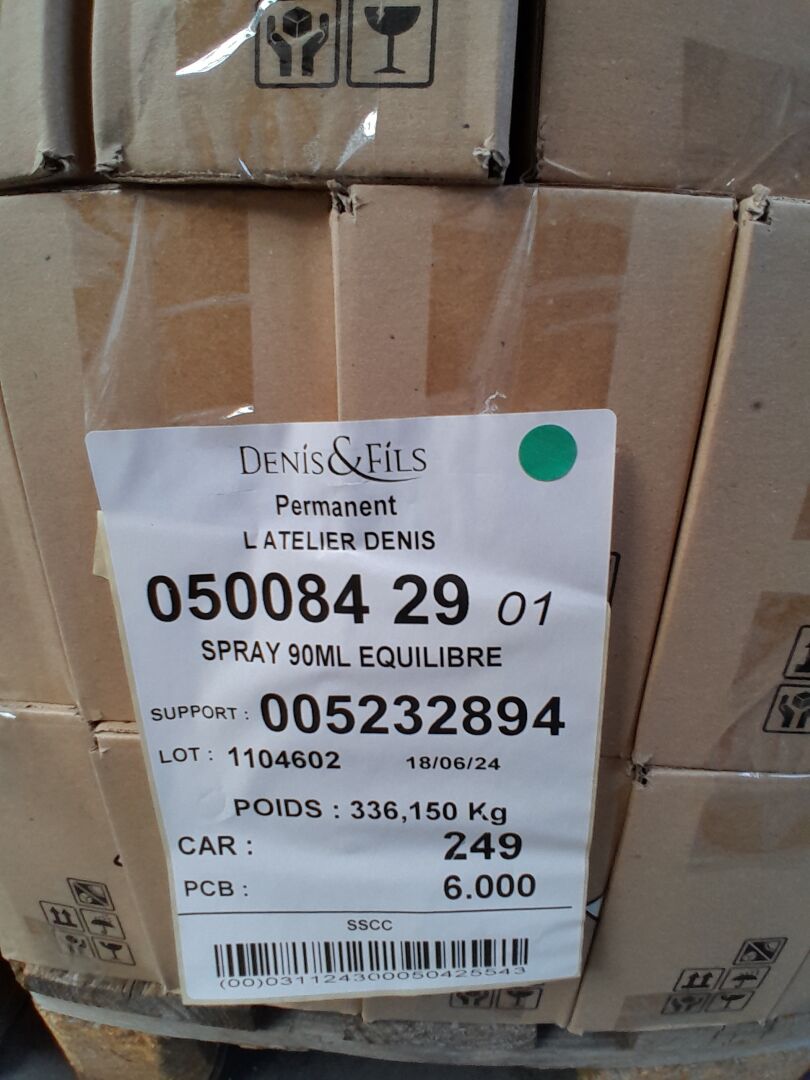 DENIS&FILS
Permanent
L ATELIER DENIS
050084 29 01
SPRAY 90ML EQUILIBRE
SUPPORT : 005232894
LOT : 1104602 18/06/24
POIDS : 336,150 Kg
CAR : 249
PCB : 6.000
SSCC
(00)031124300050425543